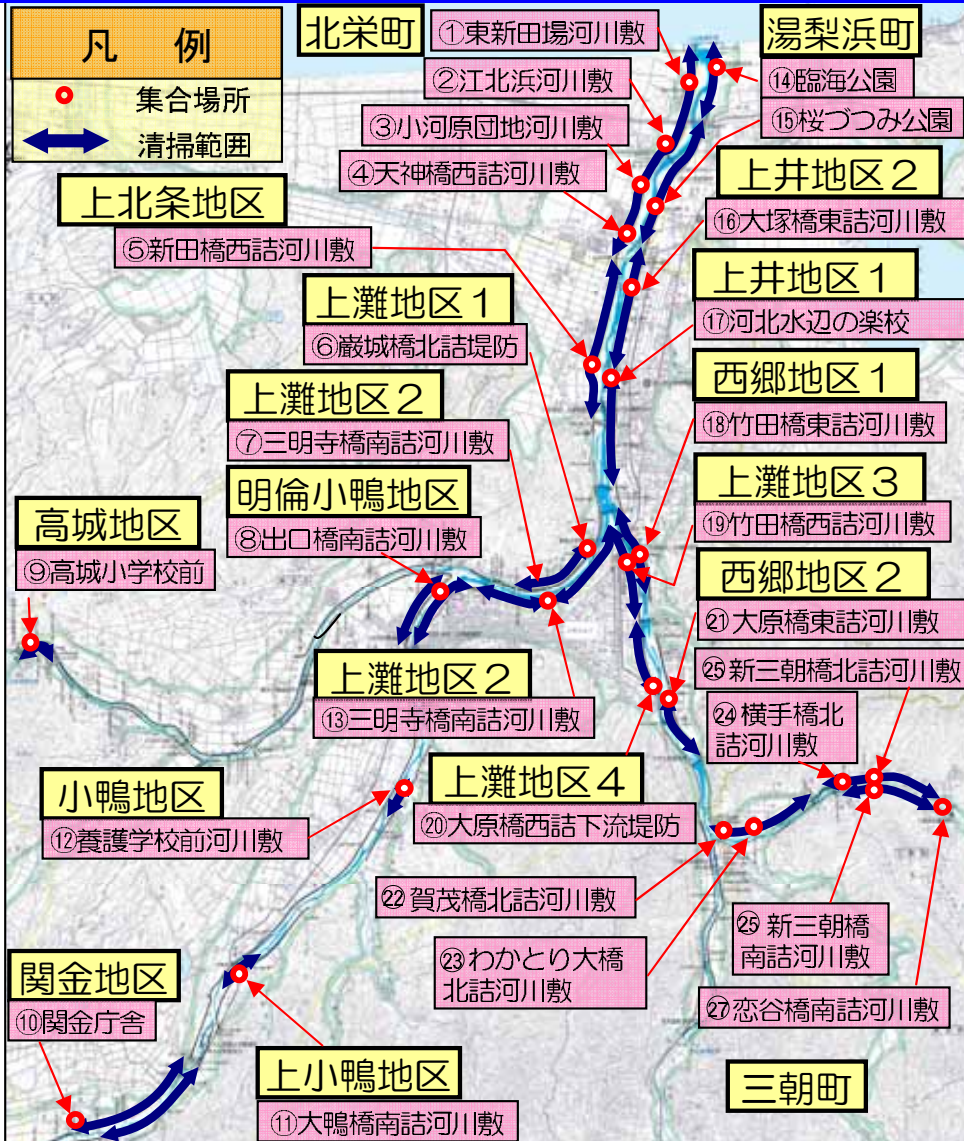 凡 例
集合場所
清掃範囲
北栄町
①東新田場河川敷
②江北浜河川敷
③小河原団地河川敷
④天神橋西詰河川敷
湯梨浜町
⑭臨海公園
⑮桜づつみ公園
上井地区2
⑯大塚橋東詰河川敷
上北条地区
⑤新田橋西詰河川敷
上井地区1
⑰河北水辺の楽校
上灘地区1
⑥巌城橋北詰堤防
西郷地区1
⑱竹田橋東詰河川敷
上灘地区2
⑦三明寺橋南詰河川敷
上灘地区3
⑲竹田橋西詰河川敷
明倫小鴨地区
⑧出口橋南詰河川敷
高城地区
⑨高城小学校前
西郷地区2
㉑大原橋東詰河川敷
㉕新三朝橋北詰河川敷
㉔横手橋北
詰河川敷
上灘地区2
⑬三明寺橋南詰河川敷
小鴨地区
⑫養護学校前河川敷
上灘地区4
⑳大原橋西詰下流堤防
㉒賀茂橋北詰河川敷
㉓わかとり大橋
北詰河川敷
㉕新三朝橋
南詰河川敷
㉗恋谷橋南詰河川敷
関金地区
⑩関金庁舎
上小鴨地区
⑪大鴨橋南詰河川敷
三朝町